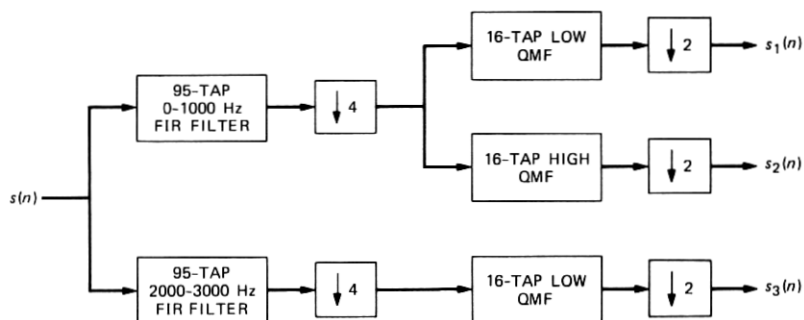 16-TAP LOW
QMF
2
s1(n)
95-TAP
0-1000 Hz
FIR FILTER
4
16-TAP HIGH
QMF
2
s2(n)
s(n)
95-TAP
2000-3000 Hz
FIR FILTER
4
16-TAP LOW
QMF
2
s3(n)